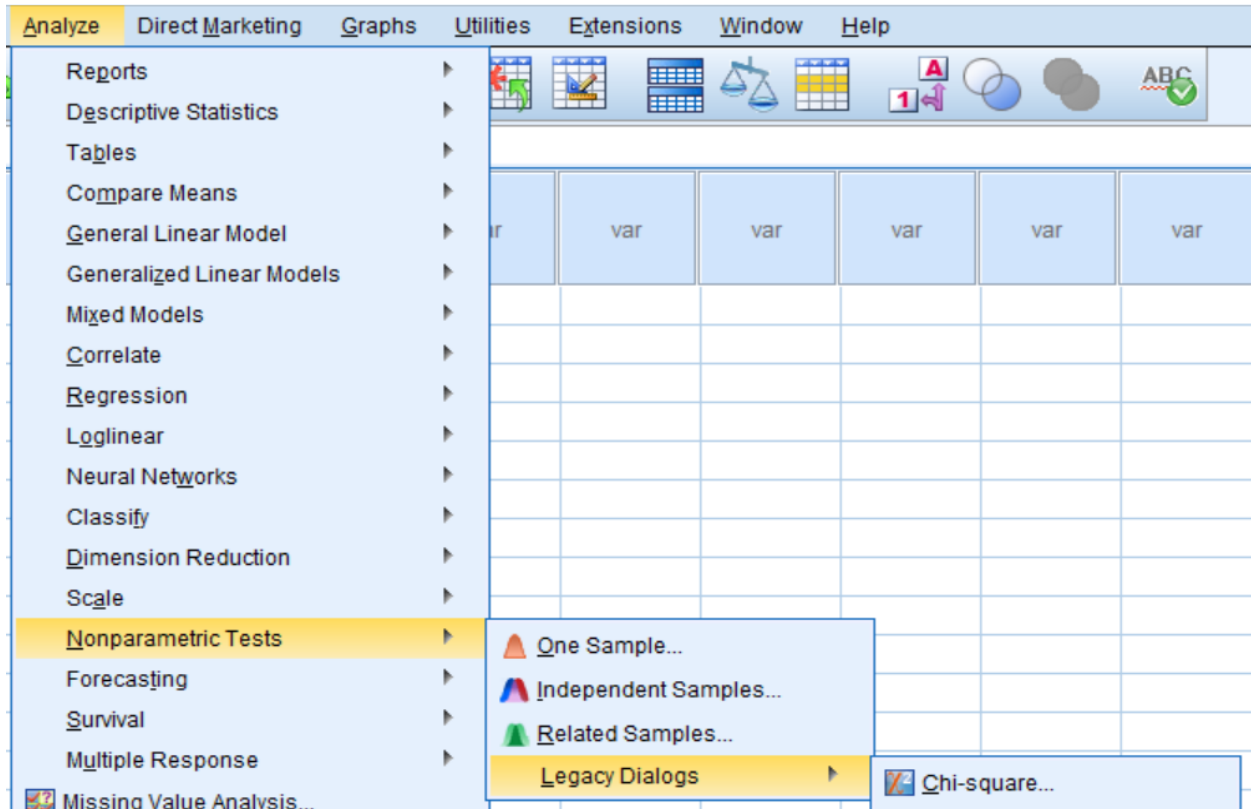 Analyze Direct Marketing Graphs Utilities Extensions Window Help
Reports
Descriptive Statistics
Tables
Compare Means
General Linear Model
Generalized Linear Models
Mixed Models
Correlate
Regression
Loglinear
Neural Networks
Classify
Dimension Reduction
Scale
Nonparametric Tests
Forecasting
Survival
Multiple Response
Missing Value Analysis...
A
1
ABC
var var var var var
One Sample...
Independent Samples...
Related Samples...
Legacy Dialogs
Chi-square...